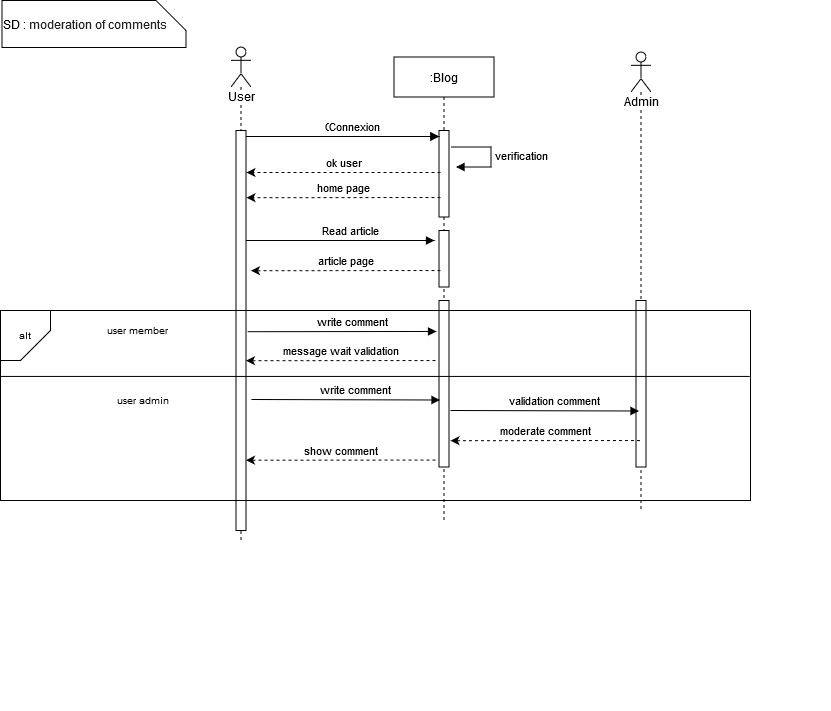 SD : moderation of comments
User
:Blog
Admin
Connexion
verification
ok user
home page
Read article
article page
alt
user member
write comment
message wait validation
user admin
write comment
validation comment
moderate comment
show comment